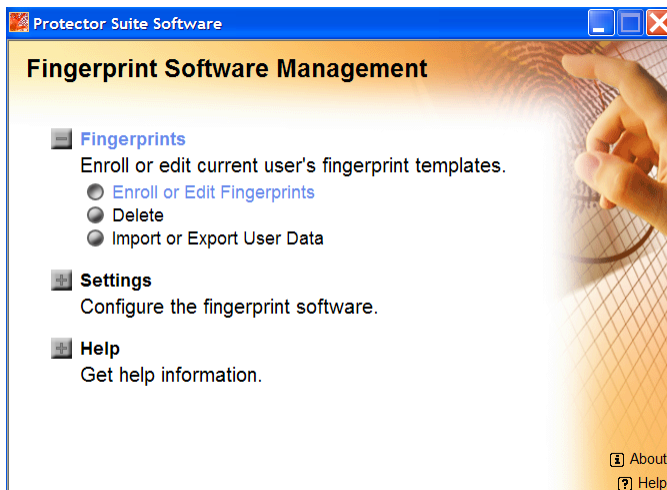 Protector Suite Software
Fingerprint Software Management
Fingerprints
Enroll or edit current user's fingerprint templates.
Enroll or Edit Fingerprints
Delete
Import or Export User Data
Settings
Configure the fingerprint software.
Help
Get help information.
About
Help